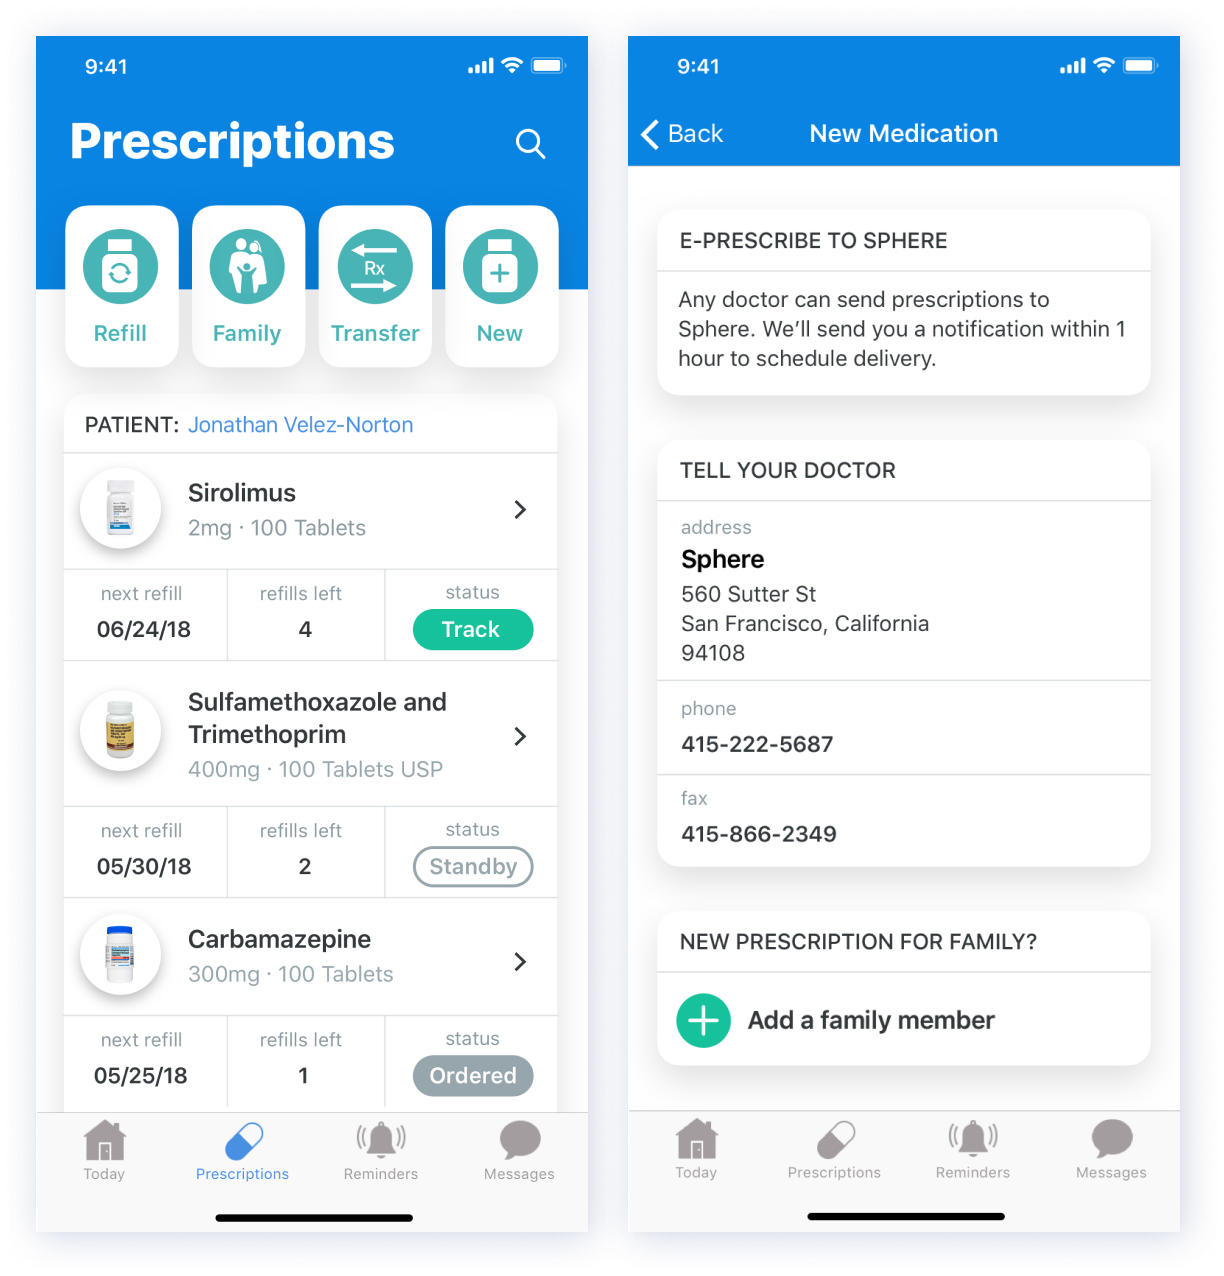 9:41
Prescriptions
Refill
Family
Rx
Transfer
New
PATIENT: Jonathan Velez-Norton
Sirolimus
2mg · 100 Tablets
next refill
06/24/18
refills left
4
status
Track
Sulfamethoxazole and
Trimethoprim
400mg · 100 Tablets USP
next refill
05/30/18
refills left
2
status
Standby
Carbamazepine
300mg · 100 Tablets
next refill
05/25/18
refills left
1
status
Ordered
Today
Prescriptions
Reminders
Messages
9:41
Back
New Medication
E-PRESCRIBE TO SPHERE
Any doctor can send prescriptions to
Sphere. We’ll send you a notification within 1
hour to schedule delivery.
TELL YOUR DOCTOR
address
Sphere
560 Sutter St
San Francisco, California
94108
phone
415-222-5687
fax
415-866-2349
NEW PRESCRIPTION FOR FAMILY?
Add a family member
Today
Prescriptions
Reminders
Messages